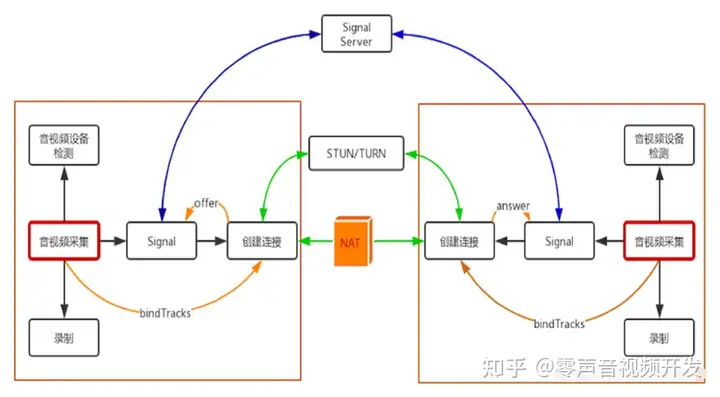 Signal
Server
音视频设备
检测
STUN/TURN
音视频设备
检测
offer
answer
音视频采集
Signal
创建连接
NAT
创建连接
Signal
音视频采集
bindTracks
bindTracks
录制
录制
知乎 @零声音视频开发